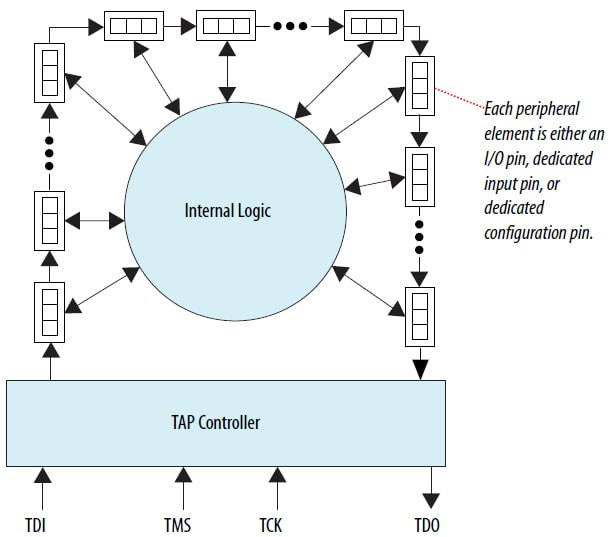 Each peripheral
element is either an
I/O pin, dedicated
input pin, or
dedicated
configuration pin.
Internal Logic
TAP Controller
TDI
TMS
TCK
TDO